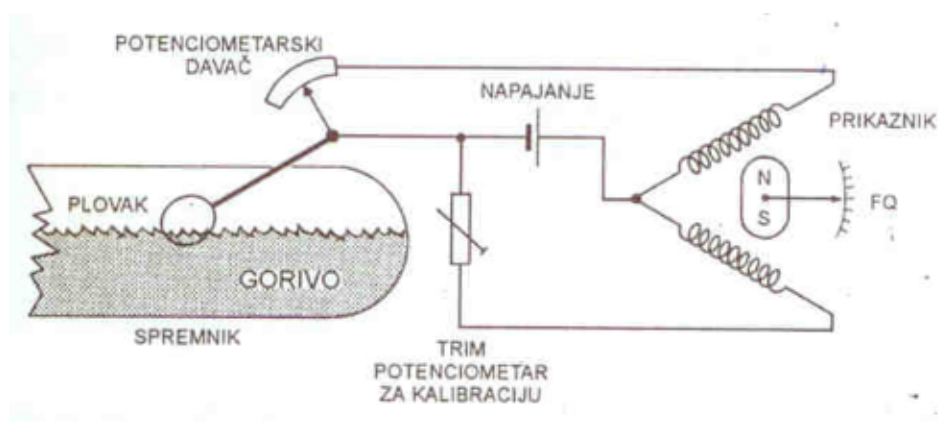 POTENCIOMETARSKI
DAVAČ
NAPAJANJE
PRIKAZNIK
N
S
FQ
PLOVAK
GORIVO
SPREMNIK
TRIM
POTENCIOMETAR
ZA KALIBRACIJU